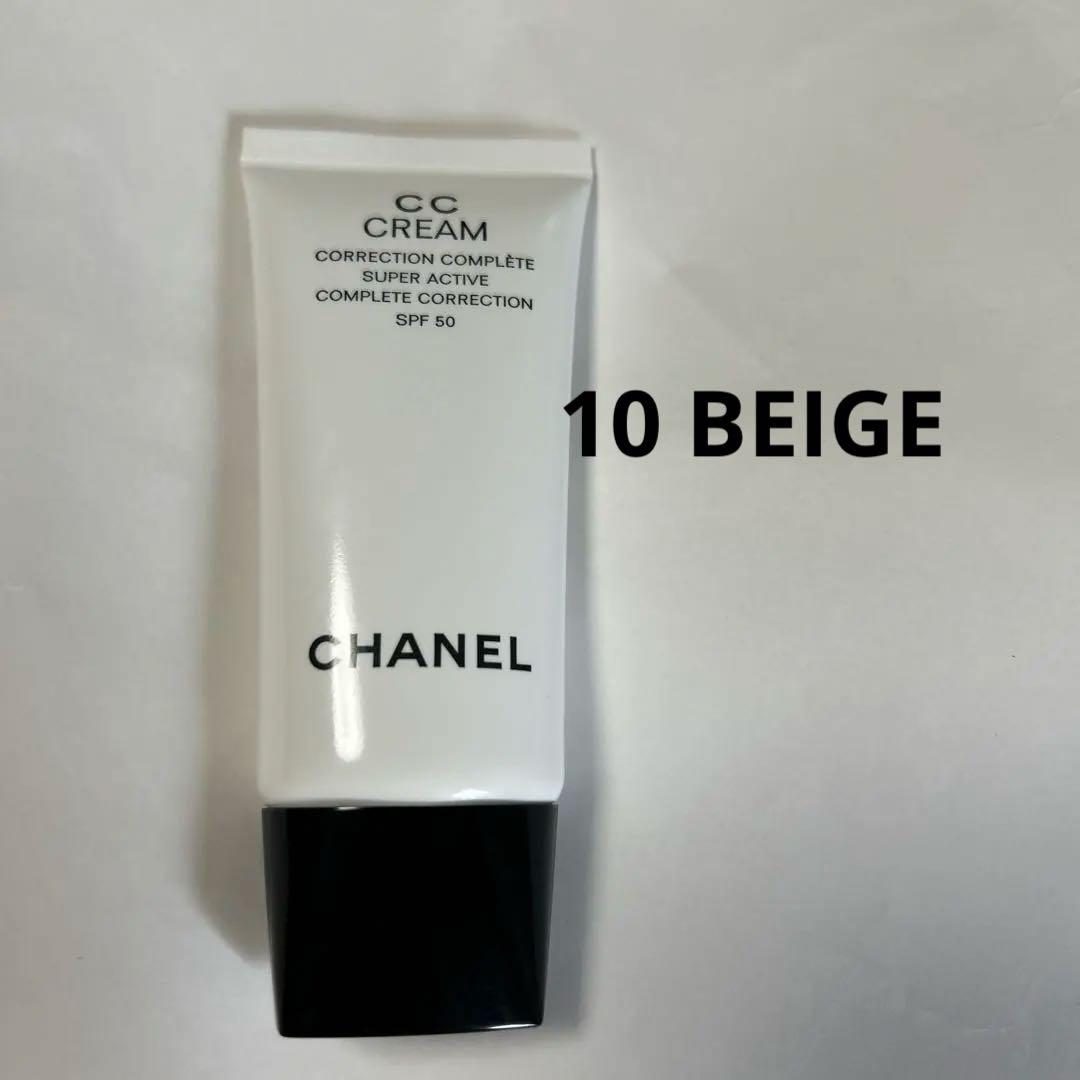 CC
CREAM
CORRECTION COMPLÈTE
SUPER ACTIVE
COMPLETE CORRECTION
SPF 50
10 BEIGE
CHANEL